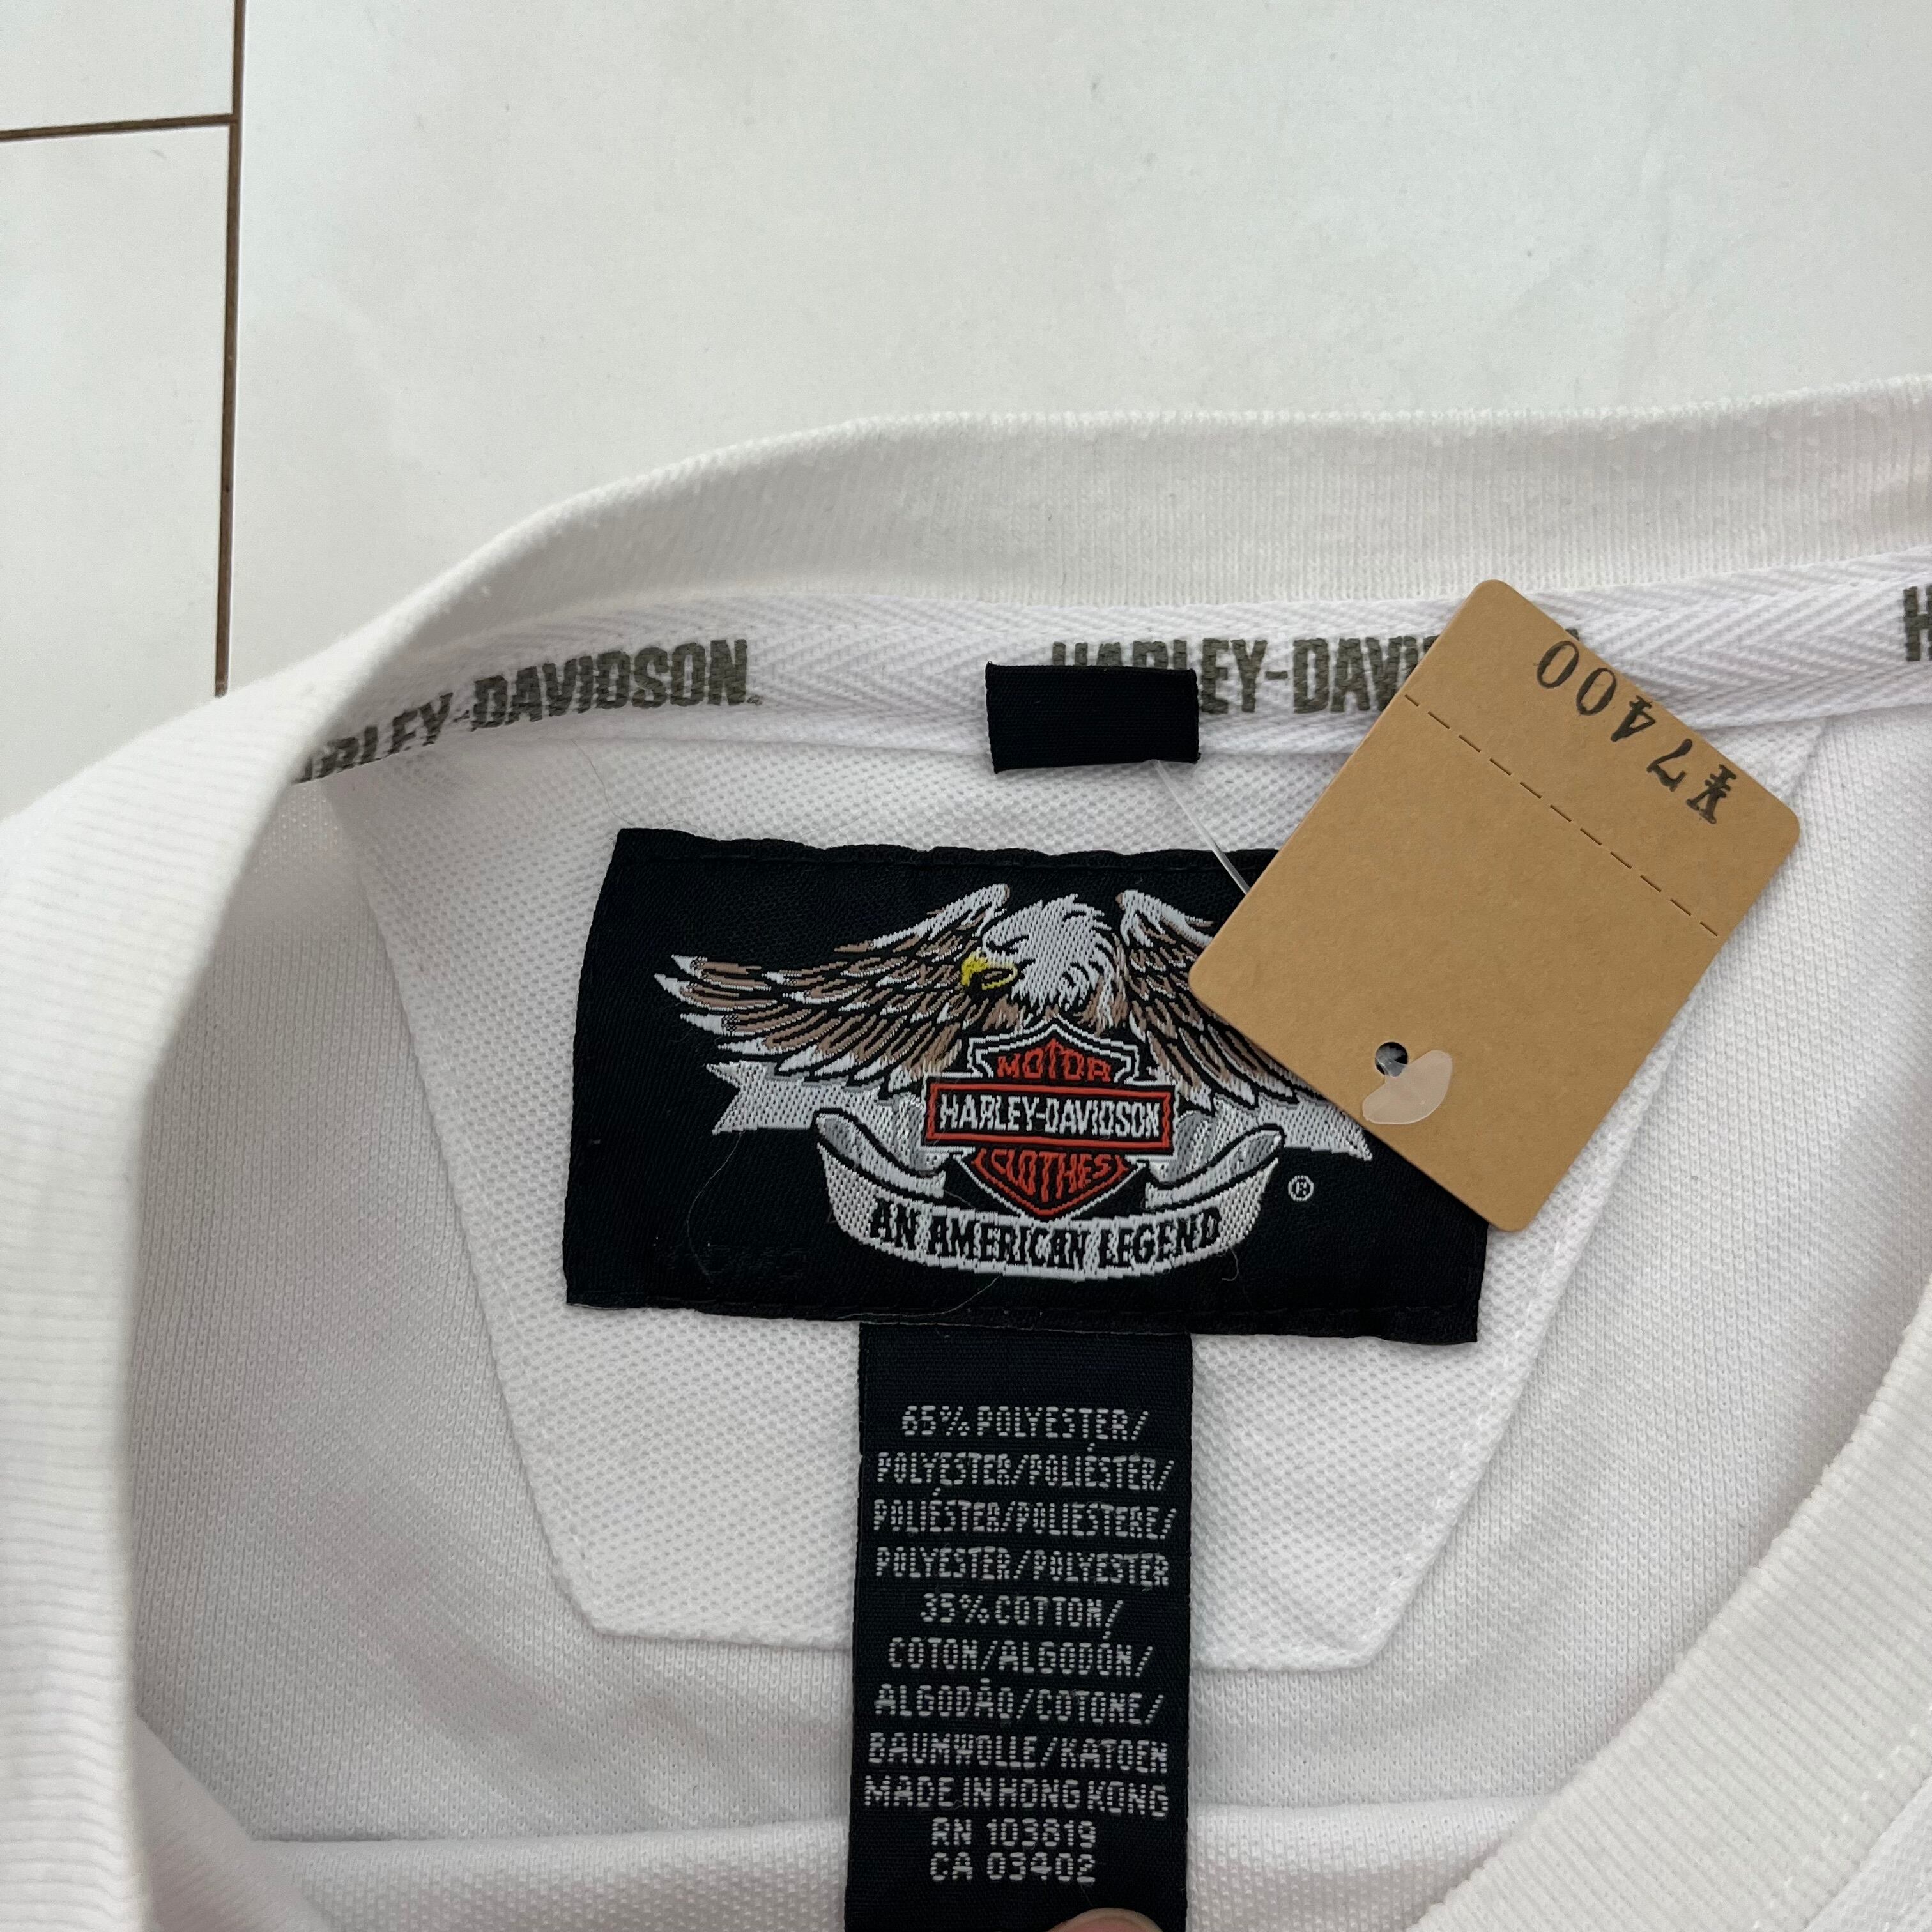 HARLEY-DAVIDSON
HARLEY-DAVI
¥7400
MOTOR
HARLEY-DAVIDSON
CLOTHES
AN AMERICAN LEGEND
®
65% POLYESTER/
POLYESTER/POLIÉSTER/
POLIÉSTER/POLIESTERE/
POLYESTER/POLYESTER
35% COTTON/
COTON/ALGODÓN/
ALGODÃO/COTONE/
BAUMWOLLE/KATOEN
MADE IN HONG KONG
RN 103819
CA 03402